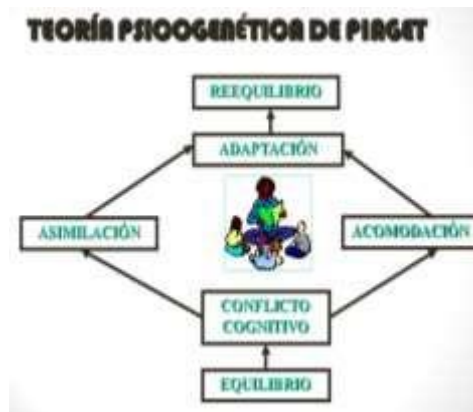 TEORÍA PSICOGENÉTICA DE PIAGET
REEQUILIBRIO
ADAPTACIÓN
ASIMILACIÓN
ACOMODACIÓN
CONFLICTO
COGNITIVO
EQUILIBRIO